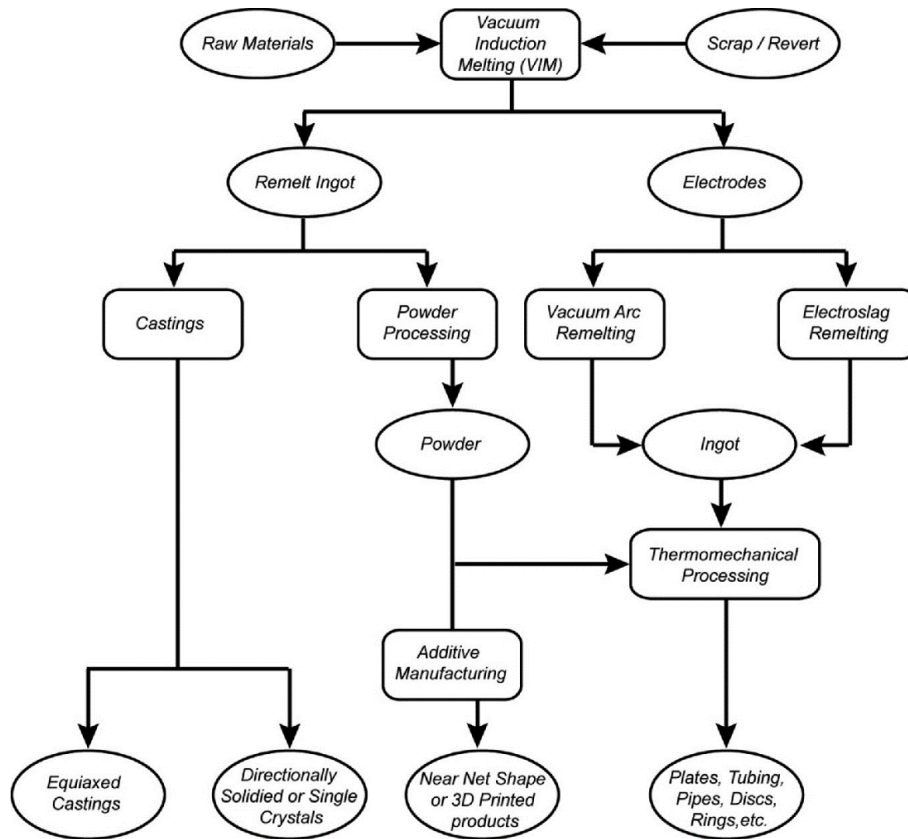 Raw Materials
Vacuum
Induction
Melting (VIM)
Scrap / Revert
Remelt Ingot
Electrodes
Castings
Powder
Processing
Vacuum Arc
Remelting
Electroslag
Remelting
Powder
Ingot
Thermomechanical
Processing
Additive
Manufacturing
Equiaxed
Castings
Directionally
Solidied or Single
Crystals
Near Net Shape
or 3D Printed
products
Plates, Tubing,
Pipes, Discs,
Rings,etc.